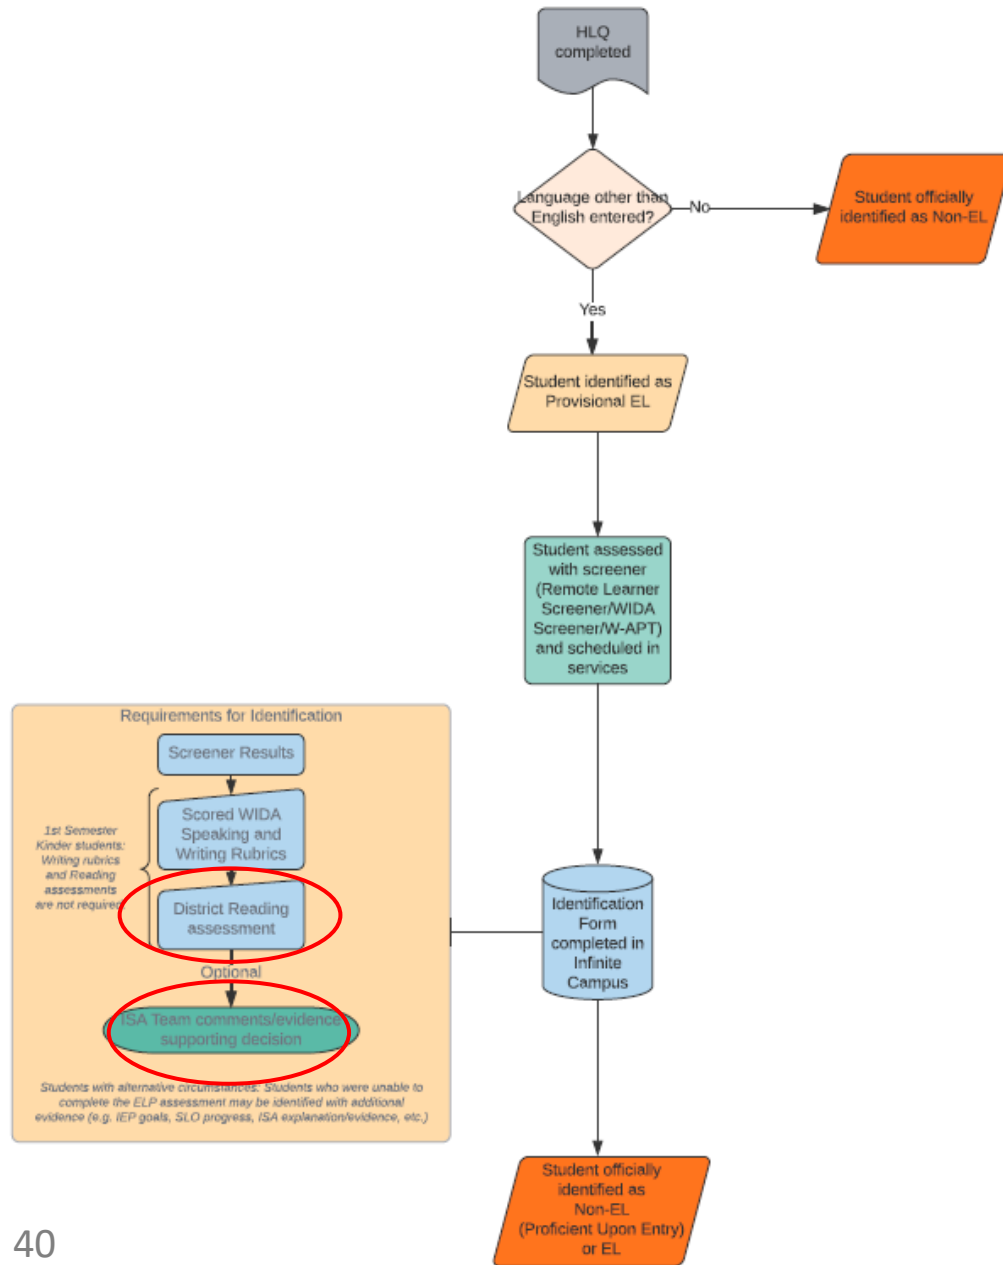 HLQ
completed
Language other than
English entered?
No
Student officially
identified as Non-EL
Yes
Student identified as
Provisional EL
Student assessed
with screener
(Remote Learner
Screener/WIDA
Screener/W-APT)
and scheduled in
services
Requirements for Identification
Screener Results
1st Semester
Kinder students:
Writing rubrics
and Reading
assessments
are not required
Scored WIDA
Speaking and
Writing Rubrics
District Reading
assessment
Optional
ISA Team comments/evidence
supporting decision
Students with alternative circumstances: Students who were unable to
complete the ELP assessment may be identified with additional
evidence (e.g. IEP goals, SLO progress, ISA explanation/evidence, etc.)
Identification
Form
completed in
Infinite
Campus
Student officially
identified as
Non-EL
(Proficient Upon Entry)
or EL
40